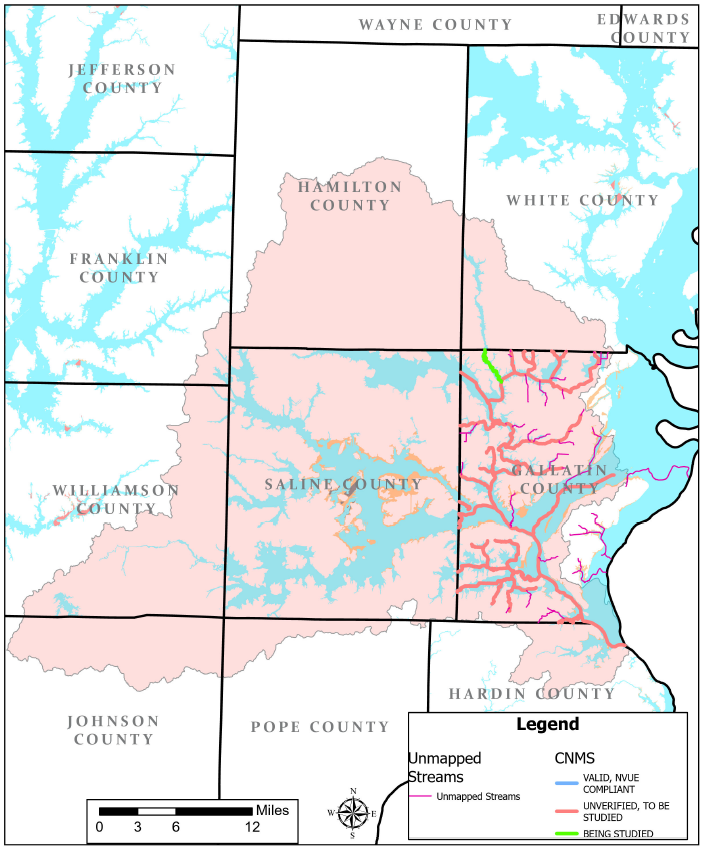 WAYNE COUNTY
EDWARDS
COUNTY
JEFFERSON
COUNTY
HAMILTON
COUNTY
WHITE COUNTY
FRANKLIN
COUNTY
SALINE COUNTY
GALLATIN
COUNTY
WILLIAMSON
COUNTY
HARDIN COUNTY
JOHNSON
COUNTY
POPE COUNTY
Legend
Unmapped
Streams
Unmapped Streams
CNMS
VALID, NVUE
COMPLIANT
UNVERIFIED, TO BE
STUDIED
BEING STUDIED
Miles
0 3 6 12
N
W E
S